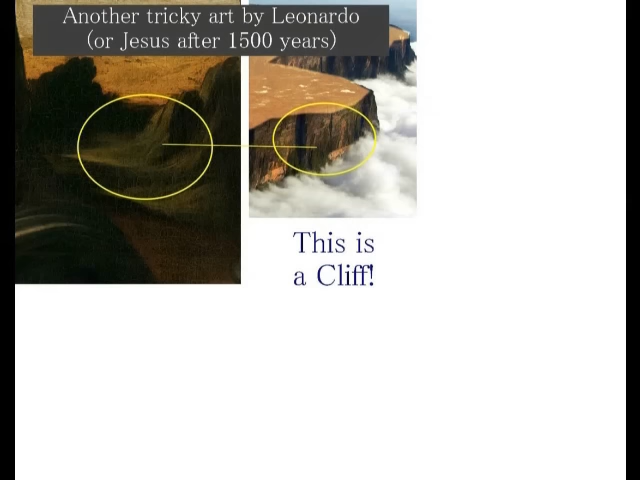 Another tricky art by Leonardo
(or Jesus after 1500 years)
This is
a Cliff!